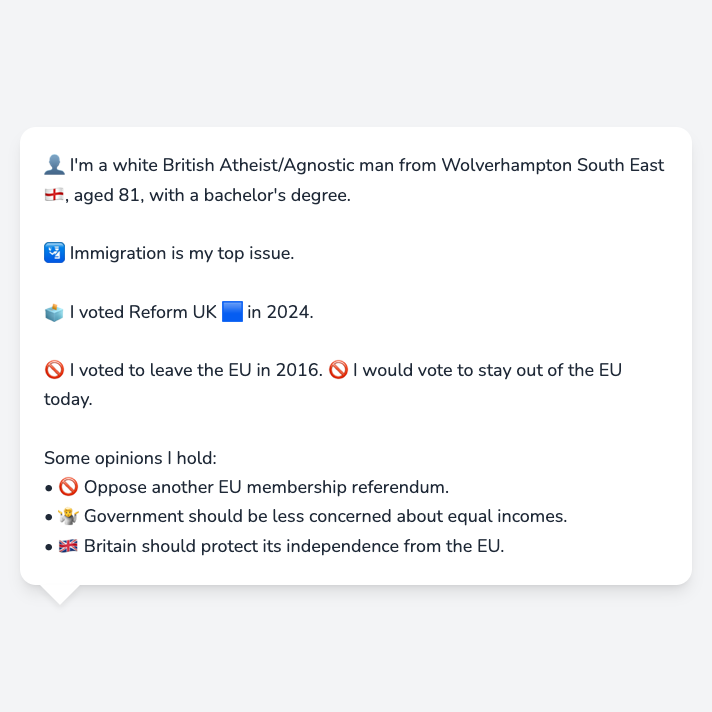 👤 I'm a white British Atheist/Agnostic man from Wolverhampton South East
🏴󠁧󠁢󠁥󠁮󠁧󠁿, aged 81, with a bachelor's degree.
🛂 Immigration is my top issue.
🗳️ I voted Reform UK 🟦 in 2024.
🚫 I voted to leave the EU in 2016. 🚫 I would vote to stay out of the EU
today.
Some opinions I hold:
• 🚫 Oppose another EU membership referendum.
• 🤷 Government should be less concerned about equal incomes.
• 🇬🇧 Britain should protect its independence from the EU.